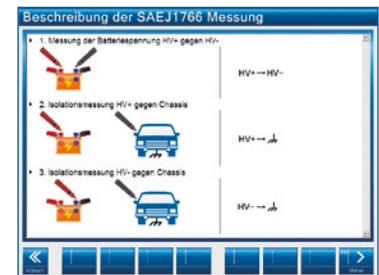 Beschreibung der SAEJ1766 Messung
1. Messung der Batteriespannung HV+ gegen HV-
HV+→HV-
2. Isolationsmessung HV+ gegen Chassis
HV+→
3. Isolationsmessung HV- gegen Chassis
HV-→